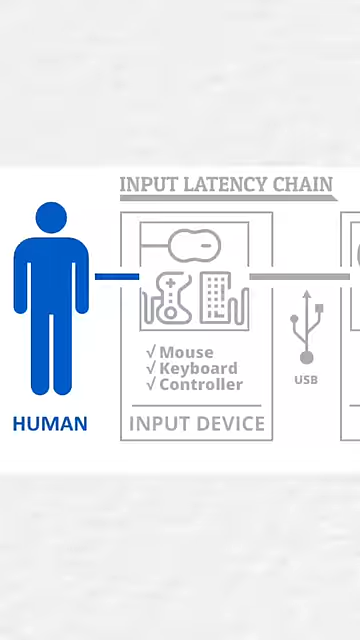 INPUT LATENCY CHAIN
√ Mouse
√ Keyboard
√ Controller
USB
HUMAN
INPUT DEVICE